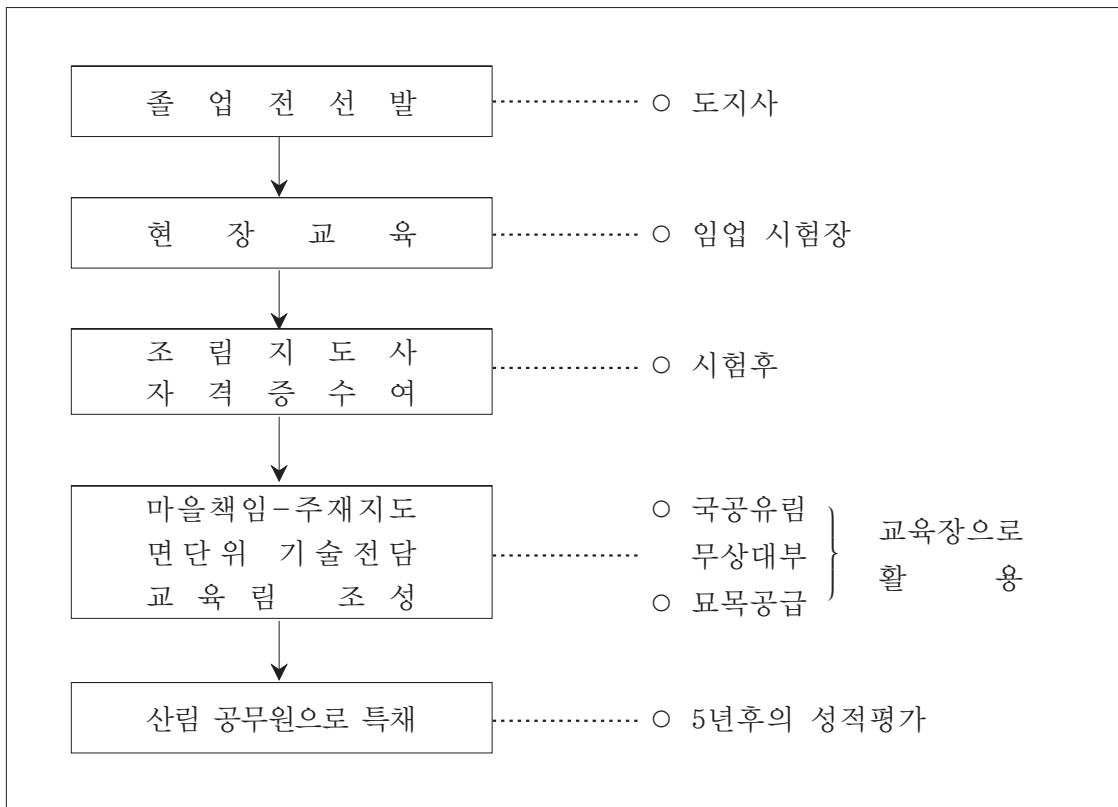 졸업전선발 ○ 도지사
현장교육 ○ 임업 시험장
조림지도사
자격증수여
○ 시험후
마을책임-주재지도
면단위 기술전담
교육림 조성
○ 국공유림
무상대부
○ 묘목공급
교육장으로
활용
산림 공무원으로 특채 ○ 5년후의 성적평가